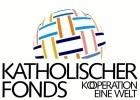 KATHOLISCHER
FONDS KOOPERATION
EINE WELT